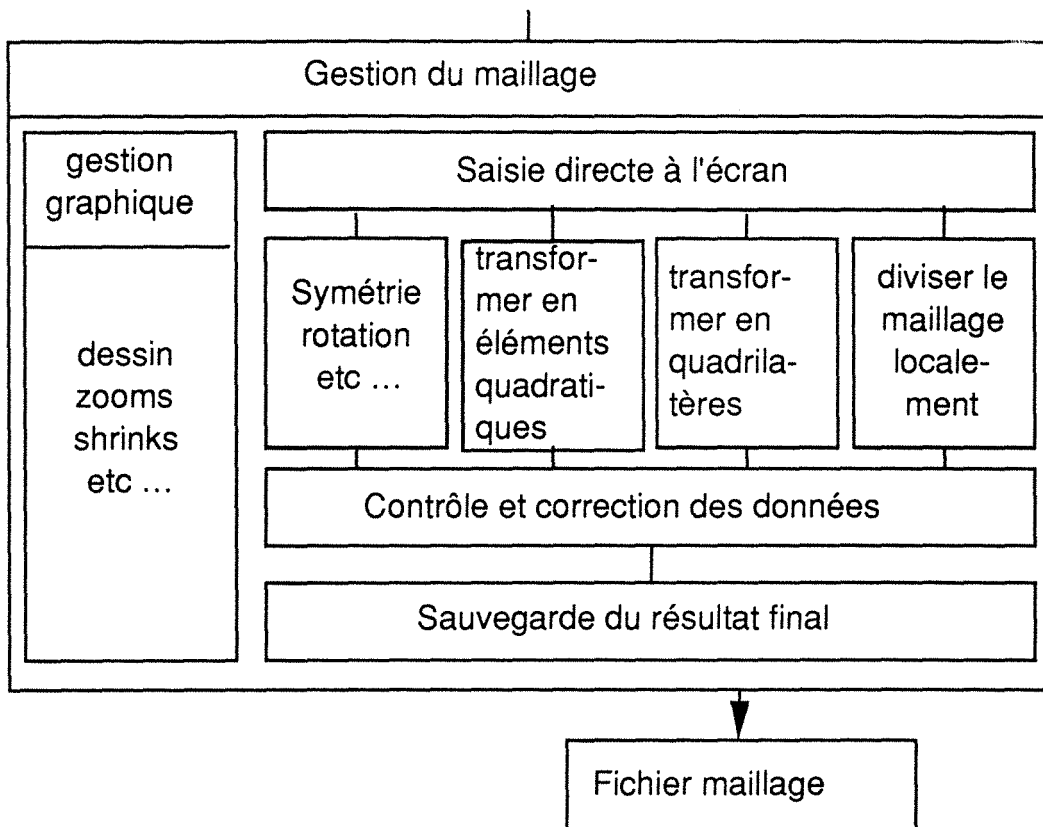 Gestion du maillage
gestion
graphique
dessin
zooms
shrinks
etc ...
Saisie directe à l'écran
Symétrie
rotation
etc ...
transfor-
mer en
éléments
quadrati-
ques
transfor-
mer en
quadrila-
tères
diviser le
maillage
locale-
ment
Contrôle et correction des données
Sauvegarde du résultat final
Fichier maillage